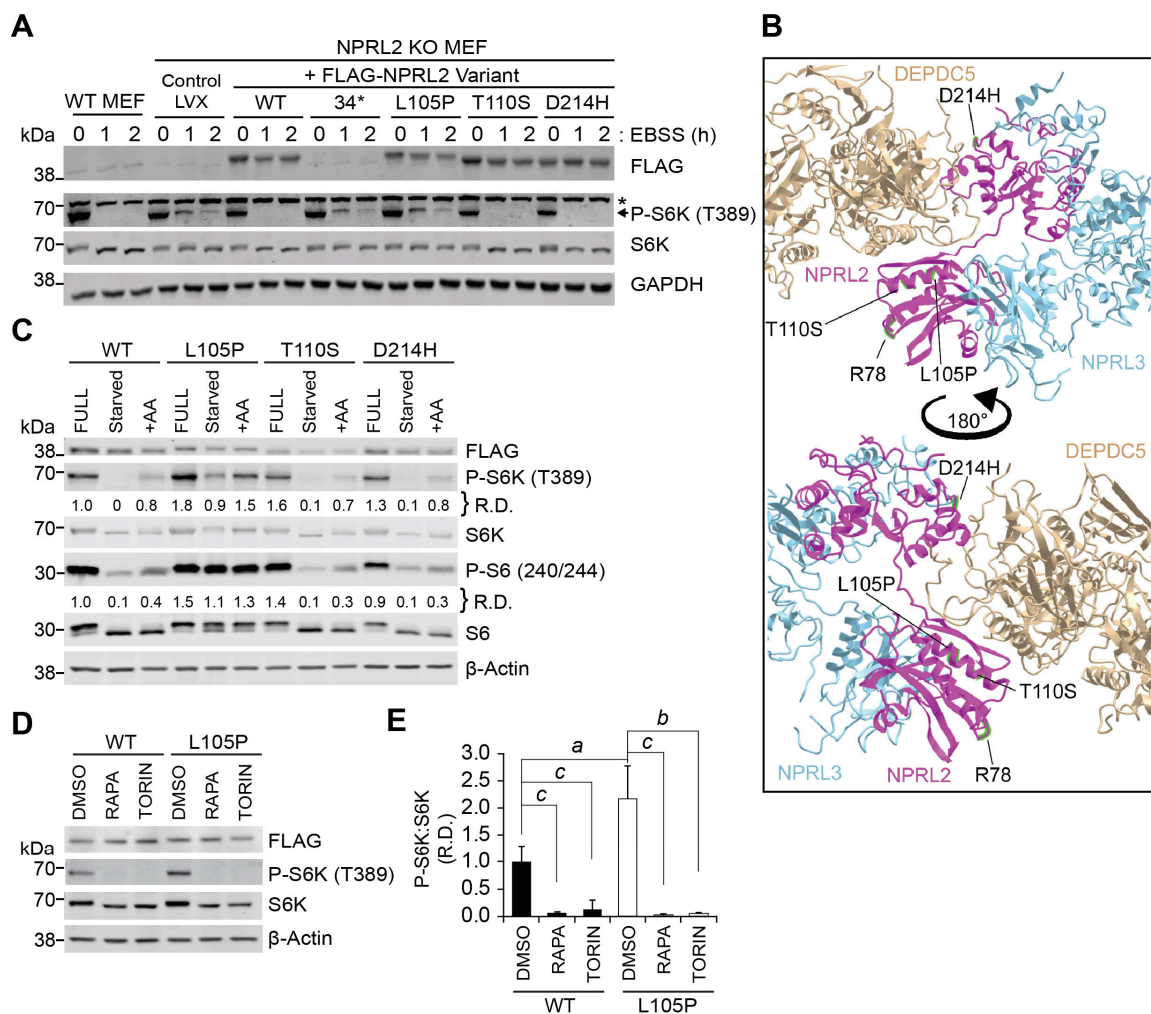 A
NPRL2 KO MEF
Control LVX
+ FLAG-NPRL2 Variant
WT MEF
WT 34* L105P T110S D214H
kDa
0 1 2 0 1 2 0 1 2 0 1 2 0 1 2 0 1 2 0 1 2 : EBSS (h)
38 FLAG
*
70 P-S6K (T389)
70 S6K
38 GAPDH
B
DEPDC5
D214H
NPRL2
T110S
R78
L105P
NPRL3
180°
D214H
DEPDC5
L105P
T110S
NPRL3
NPRL2
R78
C
WT L105P T110S D214H
FULL Starved +AA FULL Starved +AA FULL Starved +AA FULL Starved +AA
kDa
38 FLAG
70 P-S6K (T389)
1.0 0 0.8 1.8 0.9 1.5 1.6 0.1 0.7 1.3 0.1 0.8 } R.D.
70 S6K
30 P-S6 (240/244)
1.0 0.1 0.4 1.5 1.1 1.3 1.4 0.1 0.3 0.9 0.1 0.3 } R.D.
30 S6
38 β-Actin
D
WT L105P
DMSO RAPA TORIN DMSO RAPA TORIN
kDa
FLAG
70 P-S6K (T389)
70 S6K
38 β-Actin
E
P-S6K:S6K
(R.D.)
3.0
2.5
2.0
1.5
1.0
0.5
0.0
a
b
c
c
c
DMSO RAPA TORIN DMSO RAPA TORIN
WT L105P